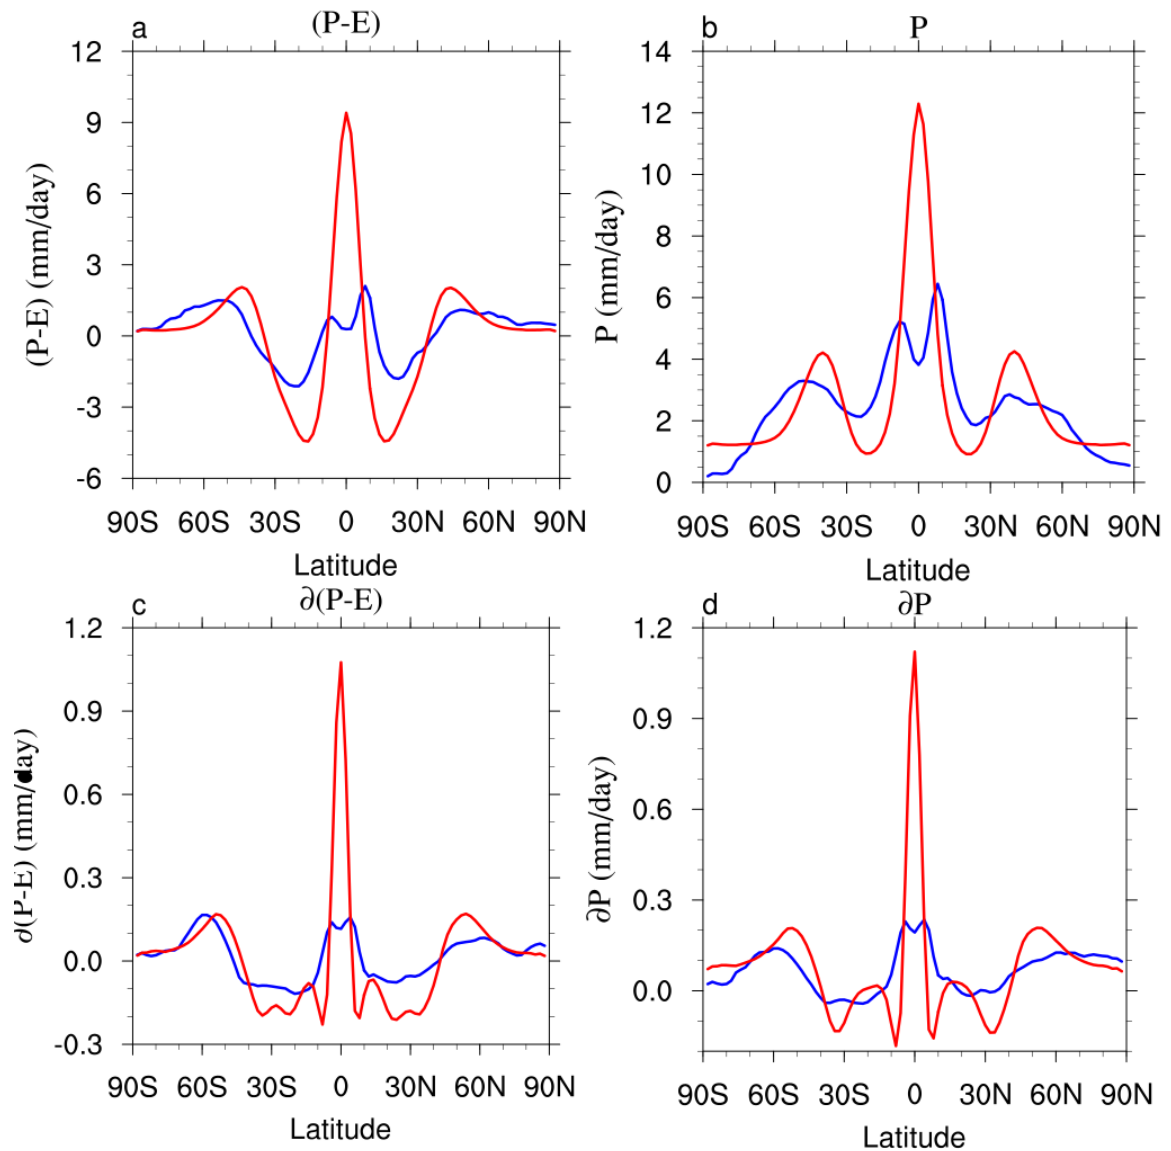 a
(P-E)
12
9
6
3
0
-3
-6
(P-E) (mm/day)
90S 60S 30S 0 30N 60N 90N
Latitude
b
P
14
12
10
8
6
4
2
0
P (mm/day)
90S 60S 30S 0 30N 60N 90N
Latitude
c
∂(P-E)
1.2
0.9
0.6
0.3
0.0
-0.3
∂(P-E) (mm/day)
90S 60S 30S 0 30N 60N 90N
Latitude
d
∂P
1.2
0.9
0.6
0.3
0.0
∂P (mm/day)
90S 60S 30S 0 30N 60N 90N
Latitude